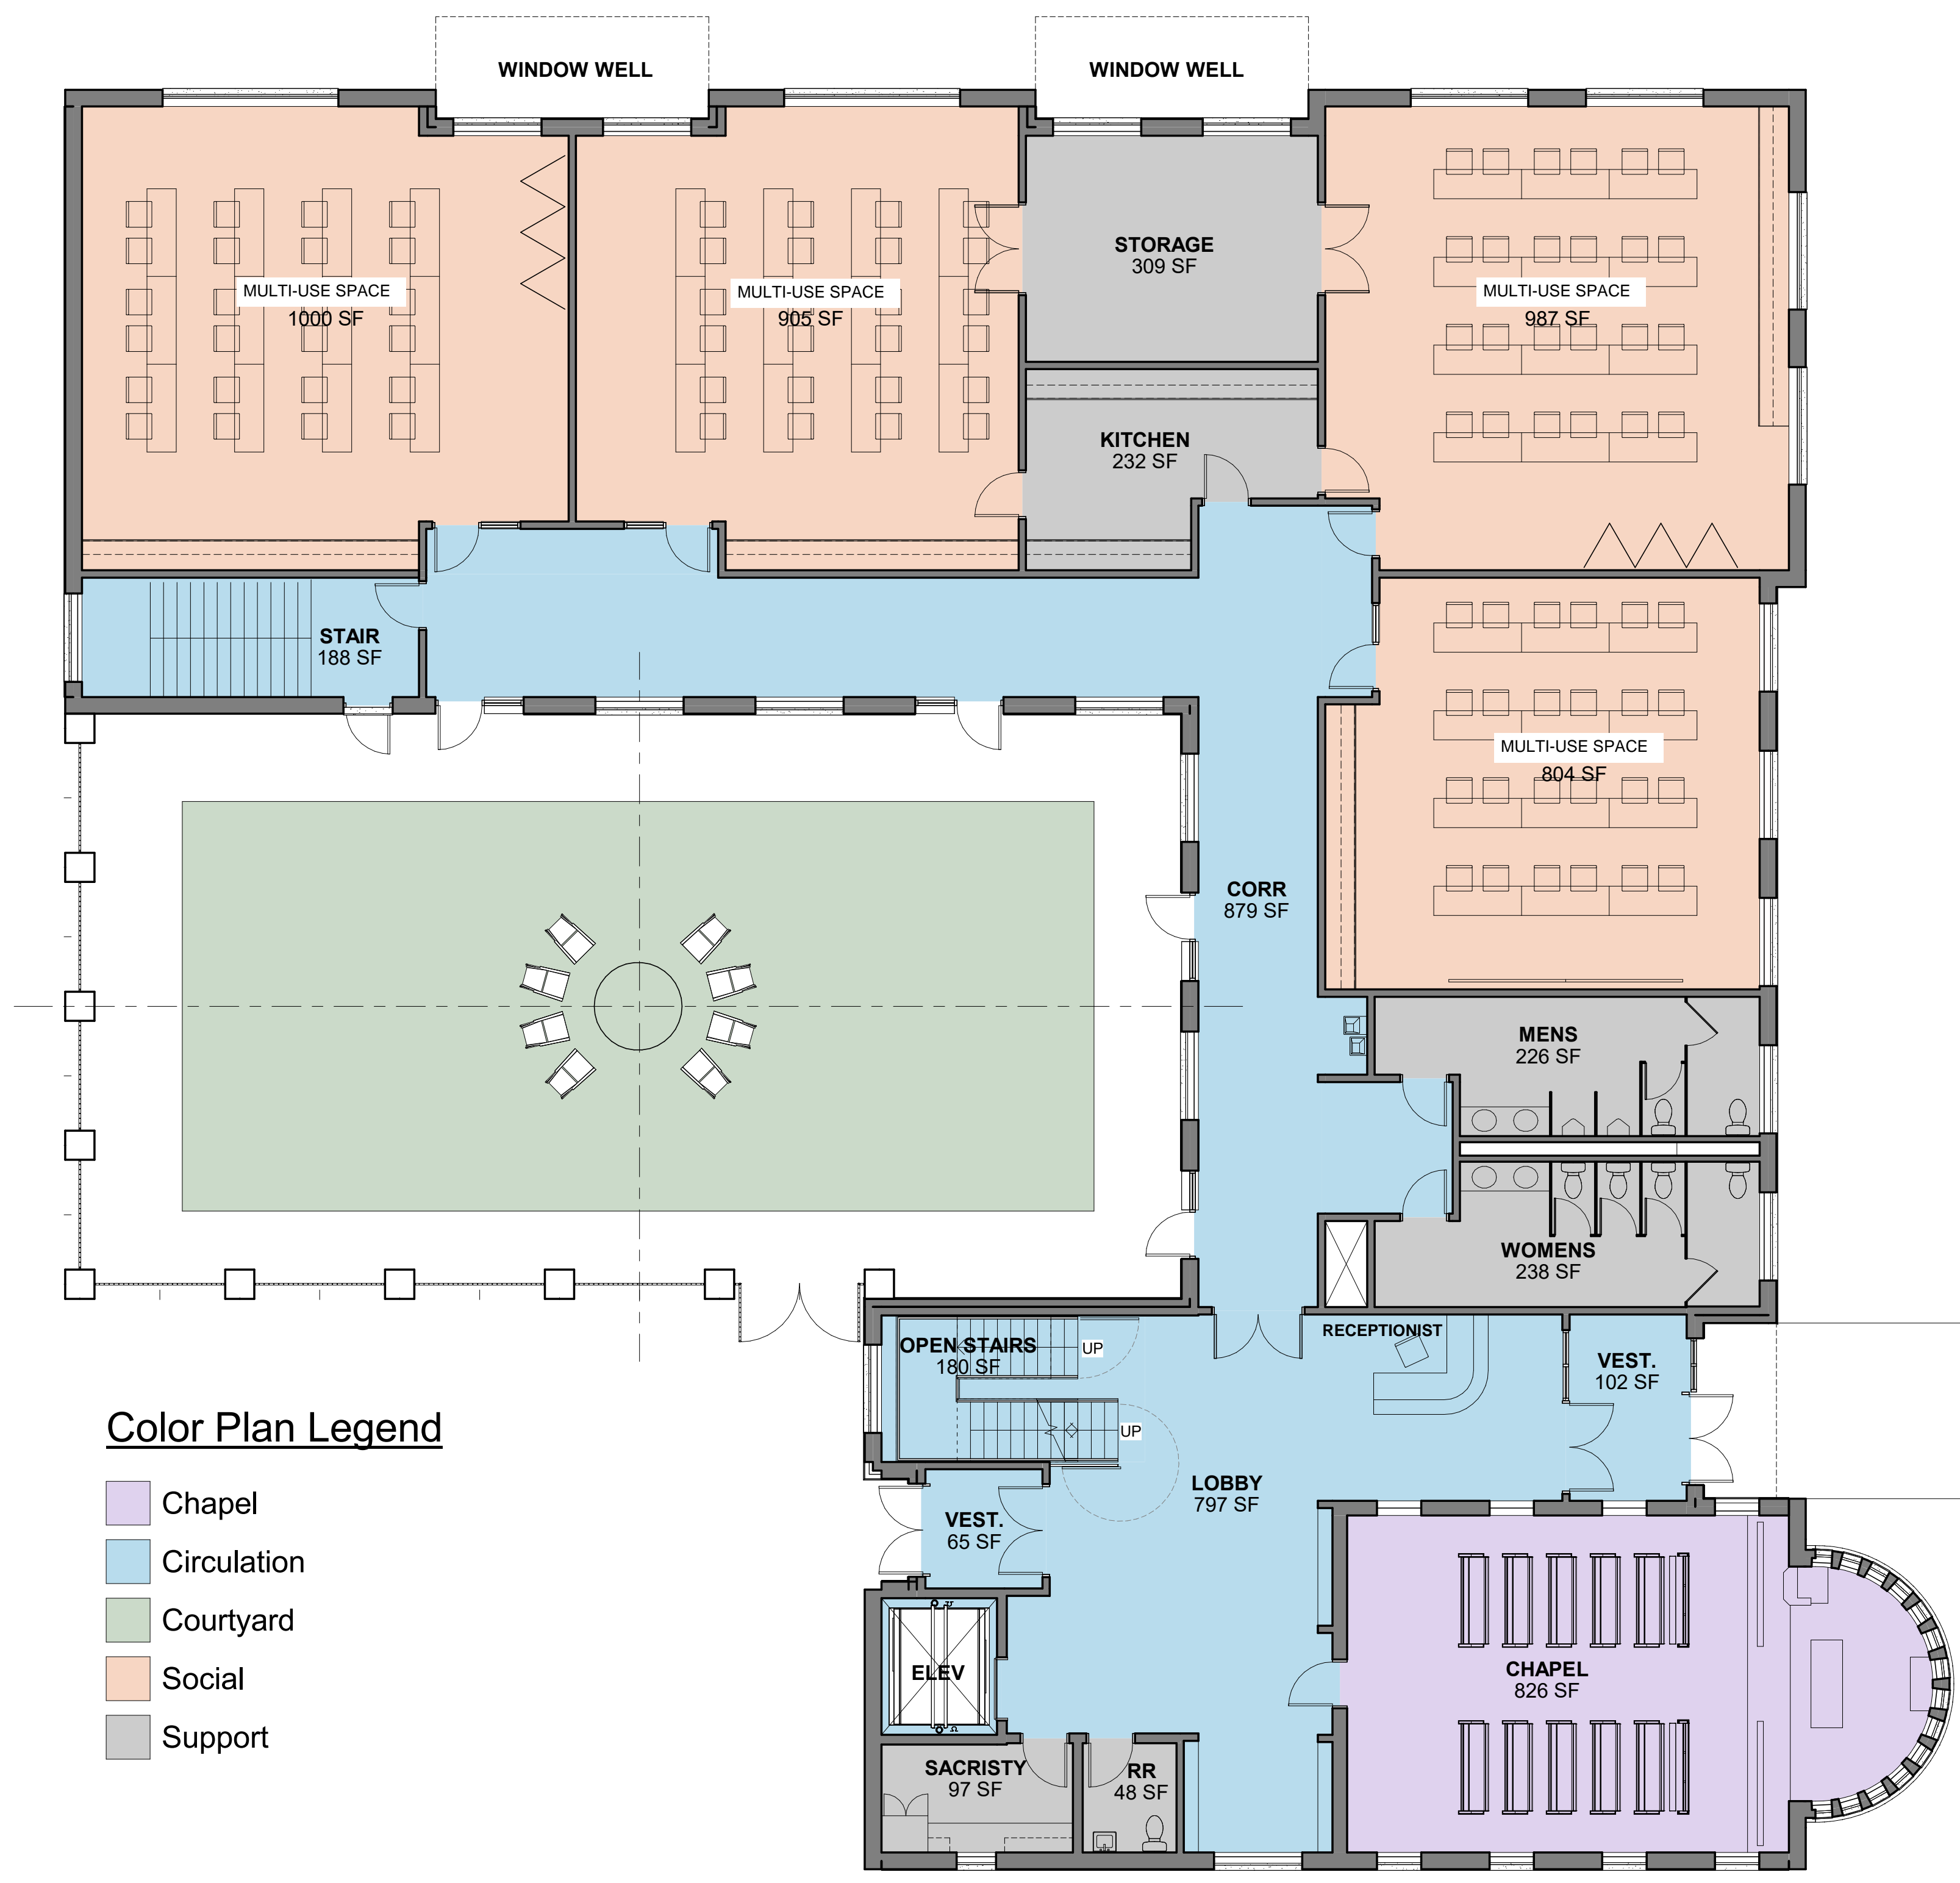 WINDOW WELL
WINDOW WELL
MULTI-USE SPACE
1000 SF
MULTI-USE SPACE
905 SF
STORAGE
309 SF
MULTI-USE SPACE
987 SF
KITCHEN
232 SF
STAIR
188 SF
MULTI-USE SPACE
804 SF
CORR
879 SF
MENS
226 SF
WOMENS
238 SF
RECEPTIONIST
OPEN STAIRS
180 SF
UP
VEST.
102 SF
UP
LOBBY
797 SF
VEST.
65 SF
ELEV
CHAPEL
826 SF
SACRISTY
97 SF
RR
48 SF
Color Plan Legend
Chapel
Circulation
Courtyard
Social
Support